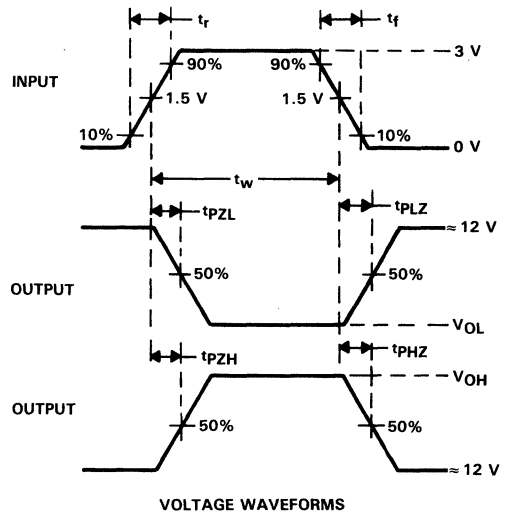 tr
tf
3 V
90%
90%
INPUT
1.5 V
1.5 V
10%
10%
0 V
tw
tPZL
tPLZ
≈ 12 V
50%
50%
OUTPUT
VOL
tPZH
tPHZ
VOH
OUTPUT
50%
50%
≈ 12 V
VOLTAGE WAVEFORMS